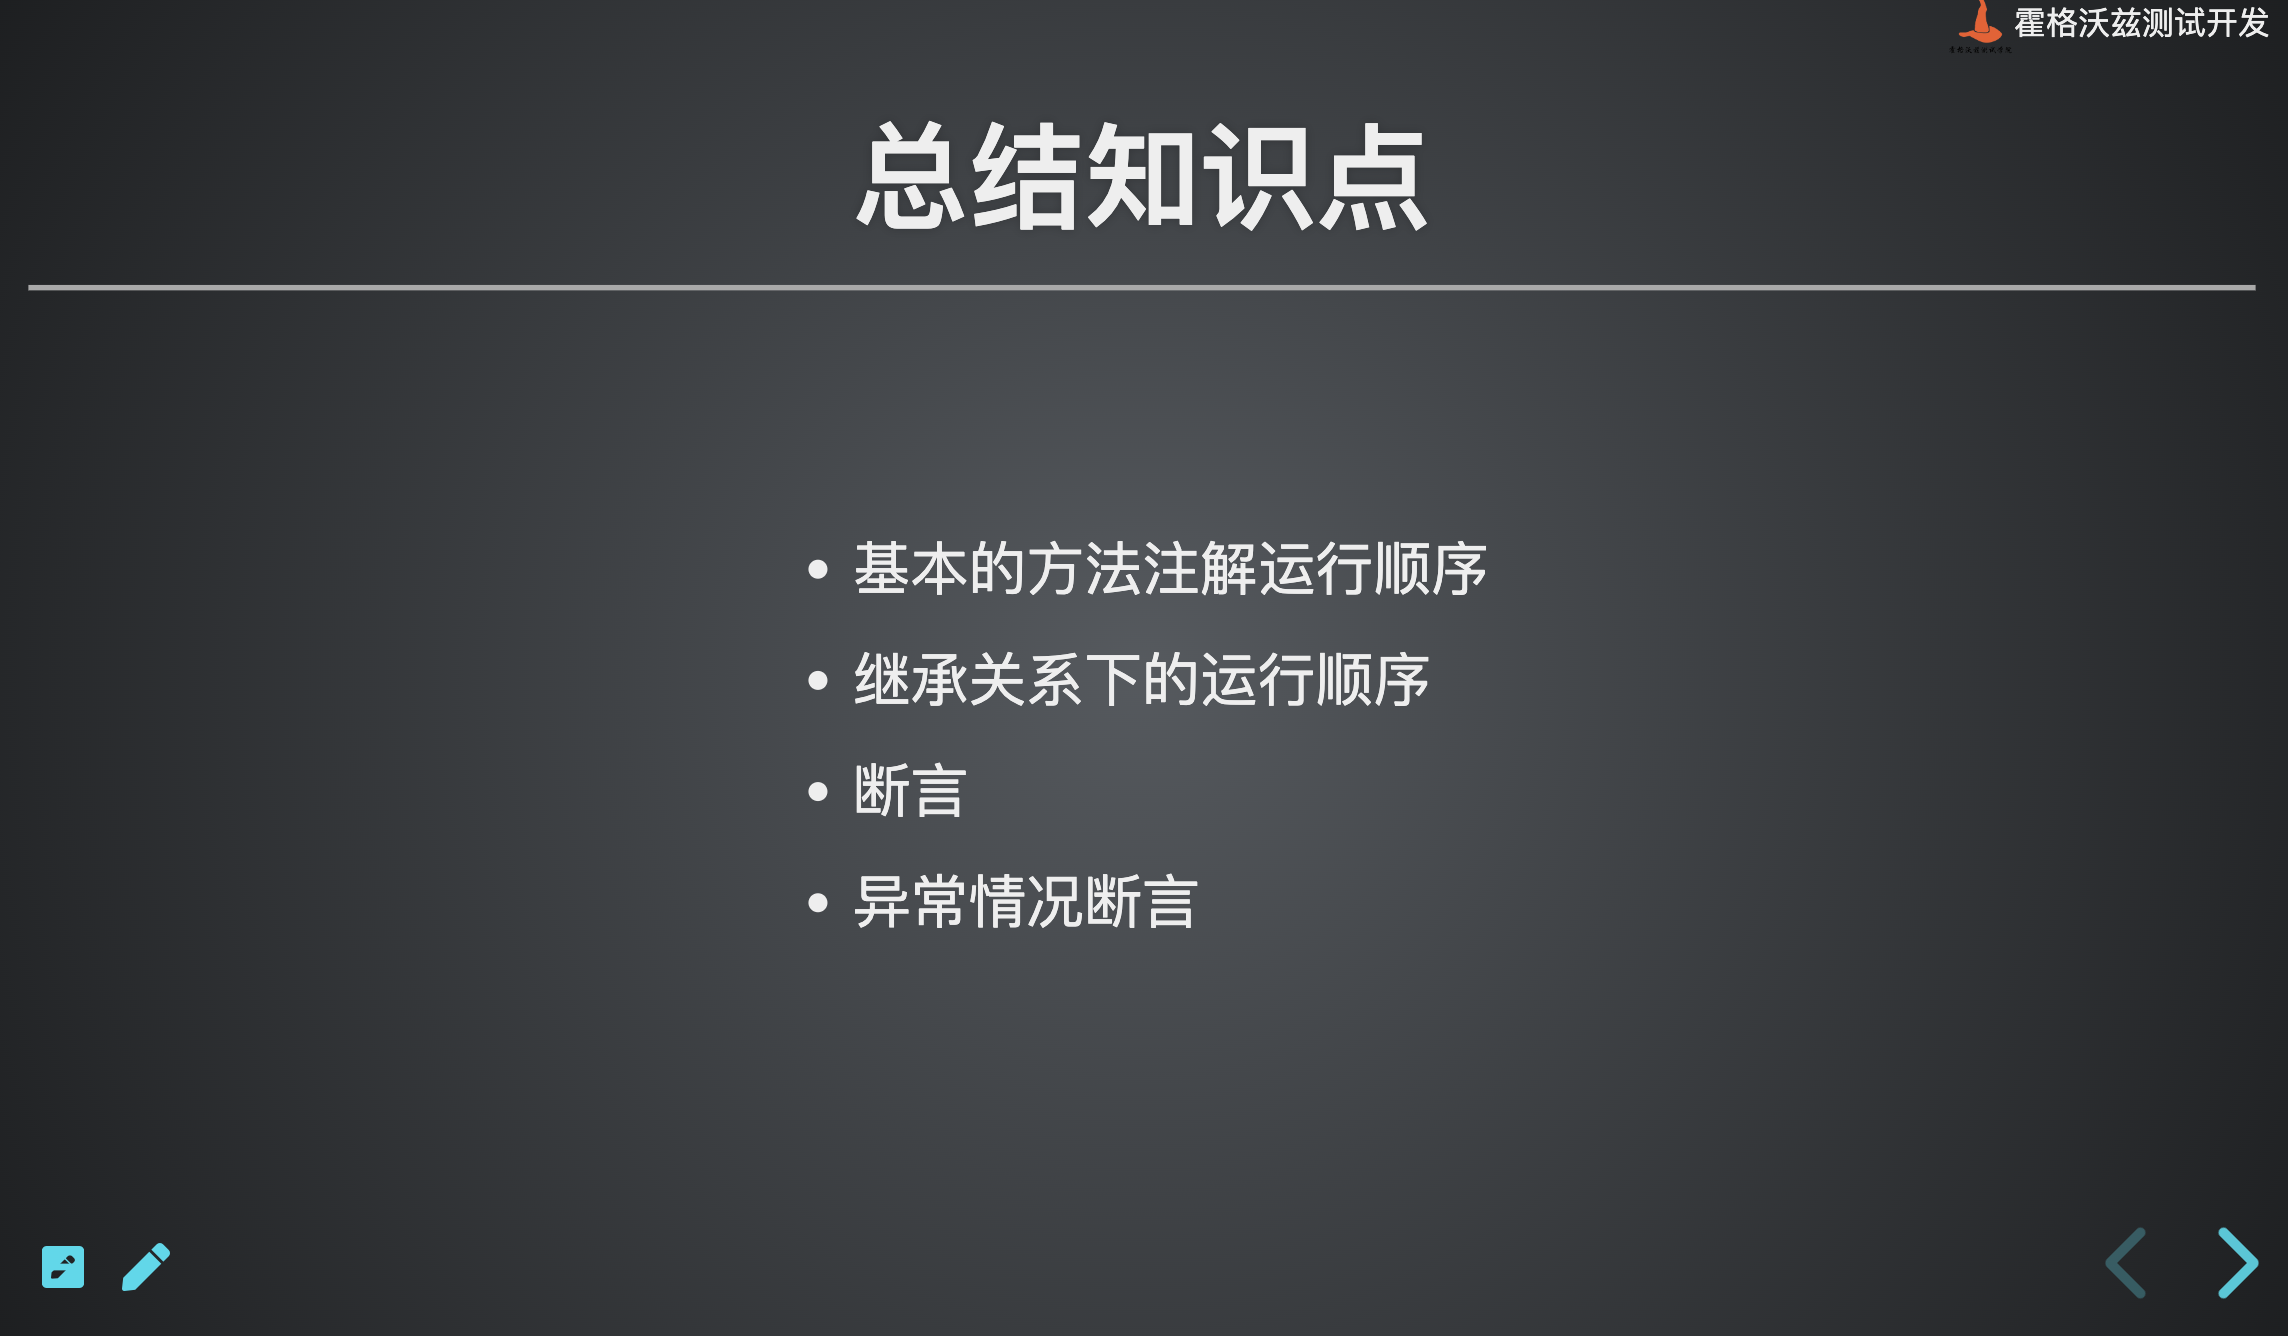 霍格沃兹测试开发
总结知识点
基本的方法注解运行顺序
继承关系下的运行顺序
断言
异常情况断言